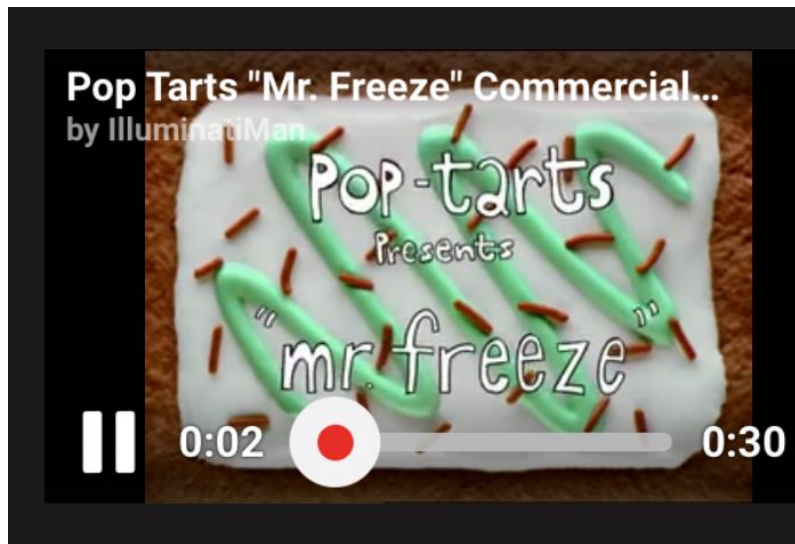 Pop Tarts "Mr. Freeze" Commercial...
by IlluminatiMan
POP-tarts
Presents
"mr. freeze"
0:02
0:30